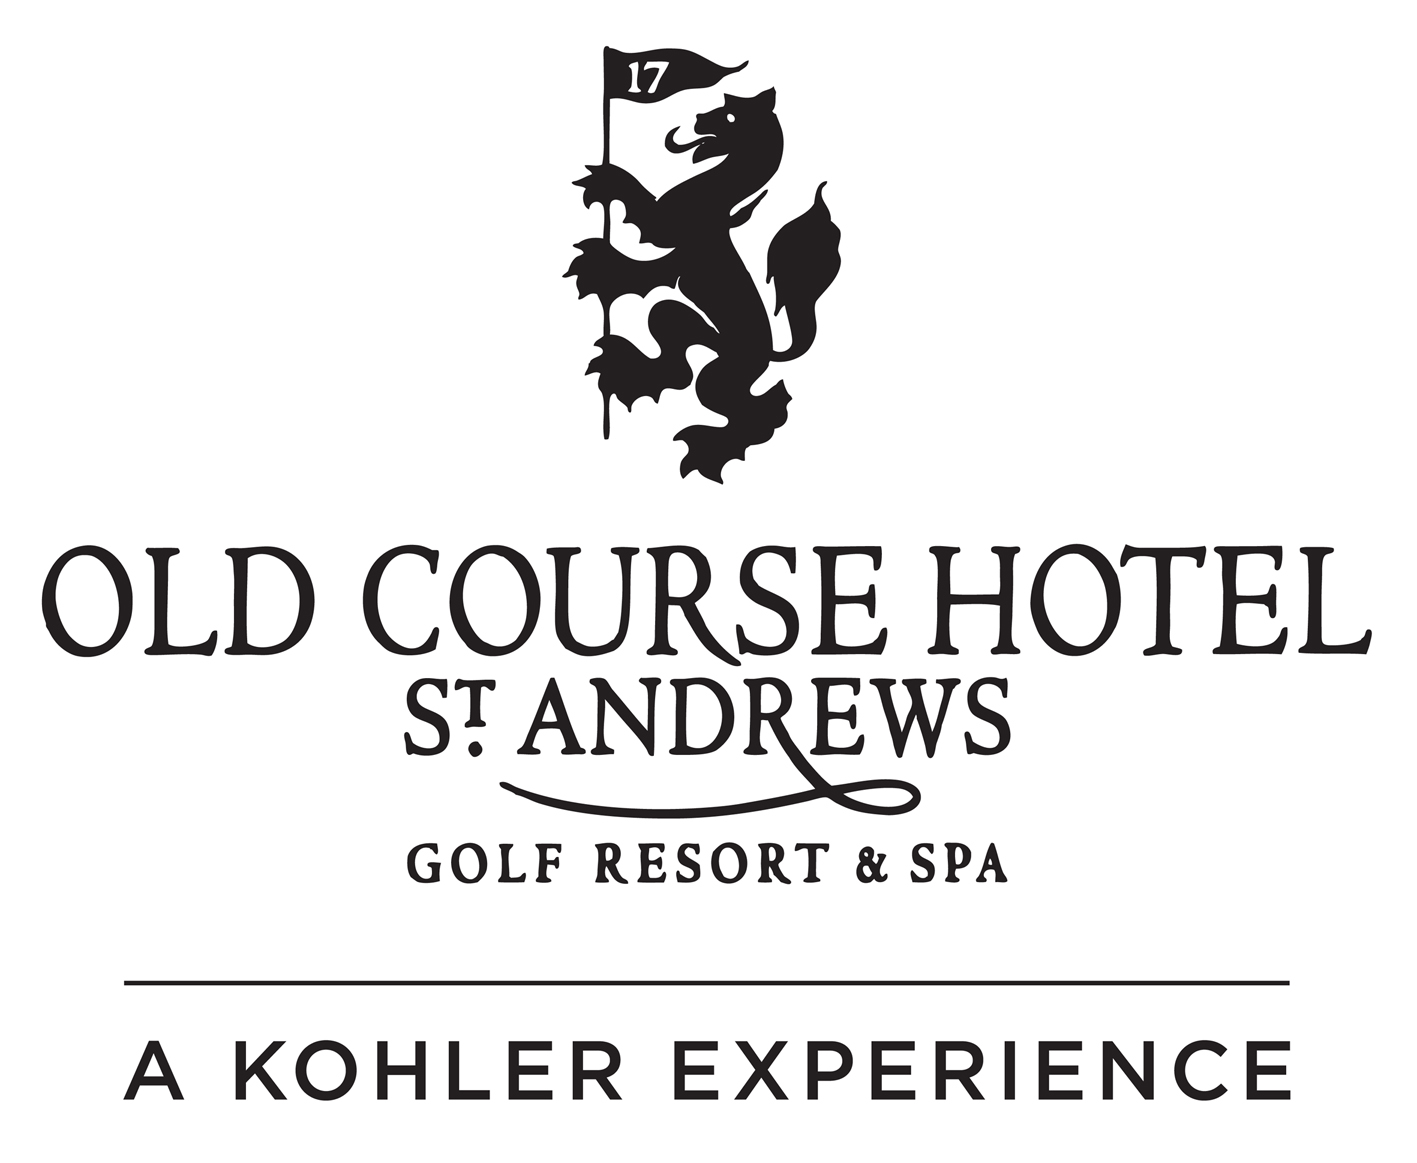 17
OLD COURSE HOTEL
ST. ANDREWS
GOLF RESORT & SPA
A KOHLER EXPERIENCE